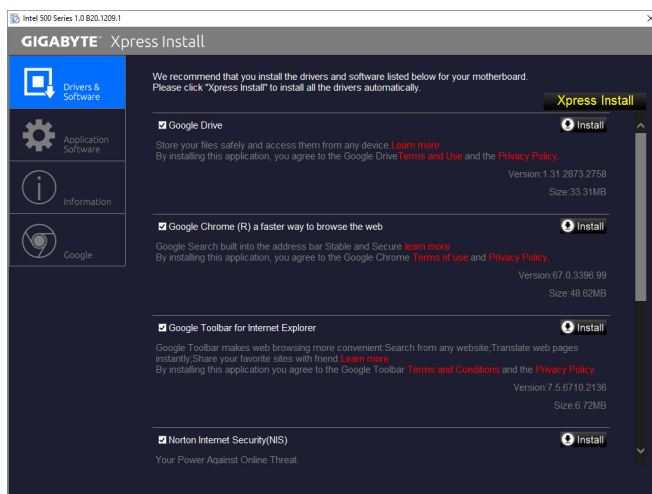 Intel 500 Series 1.0 B20.1209.1
GIGABYTE™ Xpress Install
Drivers &
Software
Application
Software
Information
Google
We recommend that you install the drivers and software listed below for your motherboard.
Please click "Xpress Install" to install all the drivers automatically.
Xpress Install
Google Drive
Install
Store your files safely and access them from any device.Learn more
By installing this application, you agree to the Google DriveTerms and Use and the Privacy Policy.
Version:1.31.2873.2758
Size:33.31MB
Google Chrome (R) a faster way to browse the web
Install
Google Search built into the address bar Stable and Secure learn more
By installing this application, you agree to the Google Chrome Terms of use and Privacy Policy.
Version:67.0.3396.99
Size:48.62MB
Google Toolbar for Internet Explorer
Install
Google Toolbar makes web browsing more convenient:Search from any website;Translate web pages
instantly;Share your favorite sites with friend.Learn more
By installing this application you agree to the Google Toolbar Terms and Conditions and the Privacy Policy.
Version:7.5.6710.2136
Size:6.72MB
Norton Internet Security(NIS)
Install
Your Power Against Online Threat.